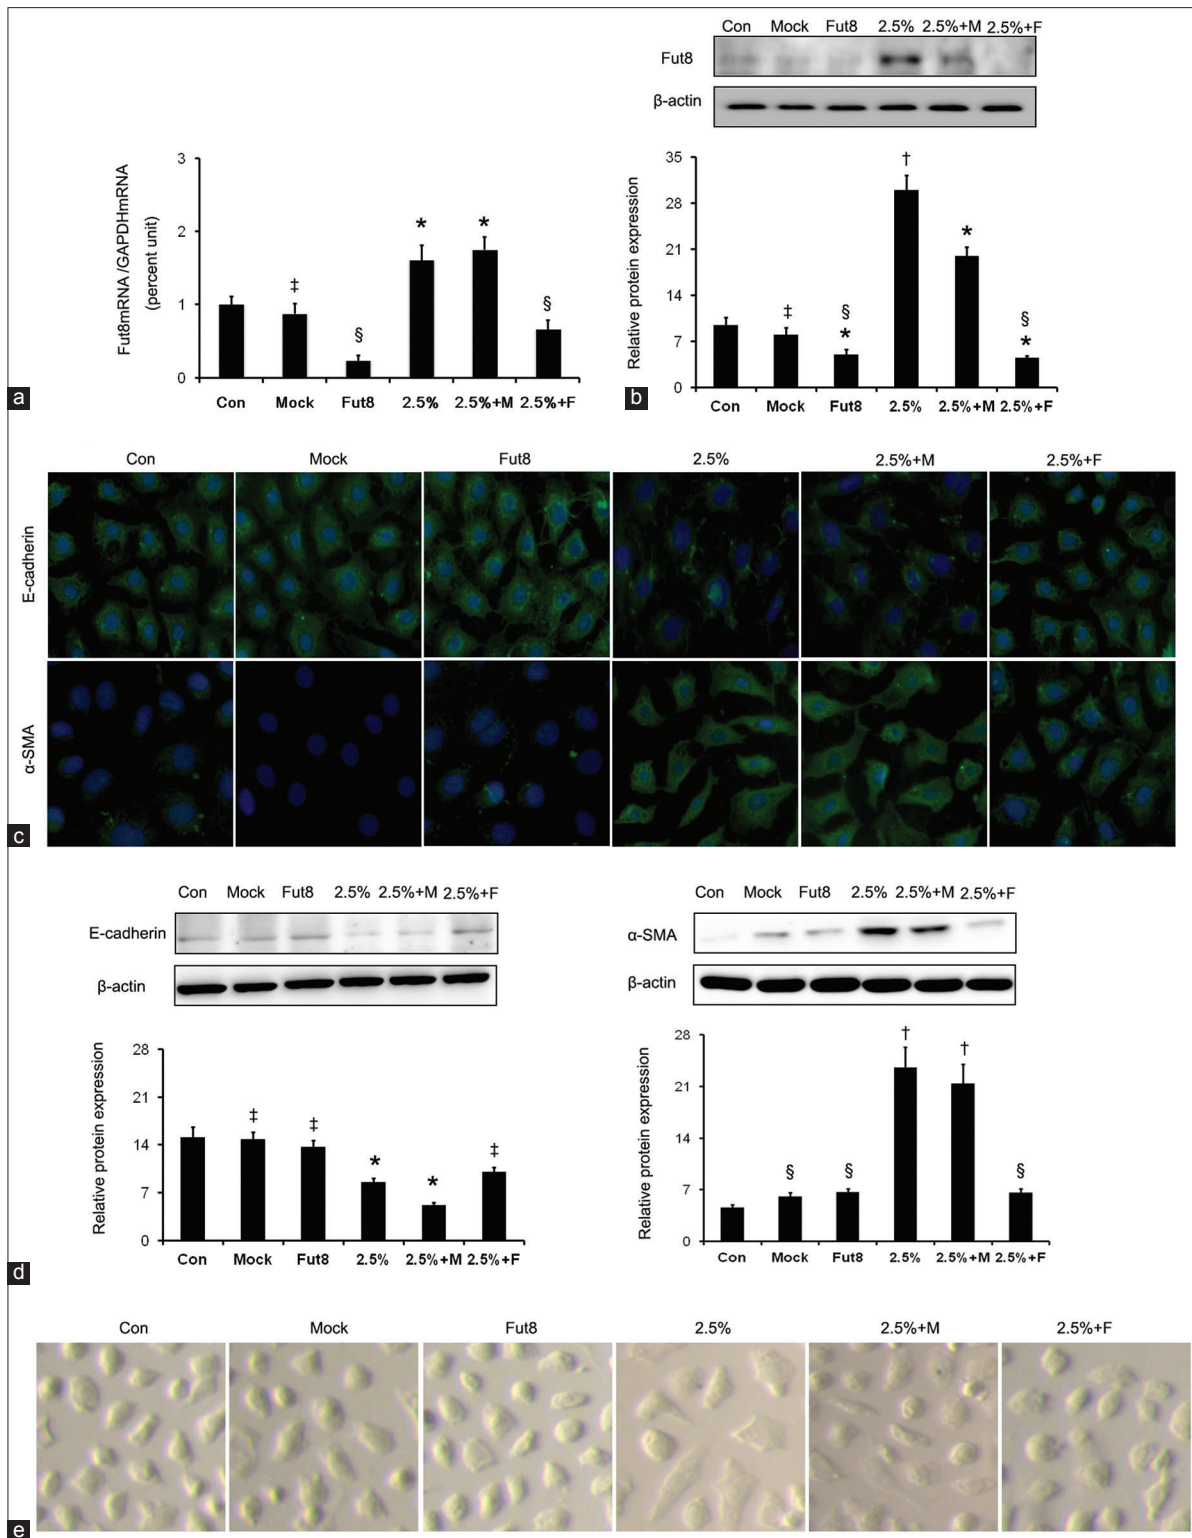 Fut8mRNA /GAPDHmRNA
(percent unit)
3
2
1
0
‡
§
*
*
§
Con Mock Fut8 2.5% 2.5%+M 2.5%+F
a
Con Mock Fut8 2.5% 2.5%+M 2.5%+F
Fut8
β-actin
Relative protein expression
35
28
21
14
7
0
‡
§
*
†
*
§
*
Con Mock Fut8 2.5% 2.5%+M 2.5%+F
b
Con Mock Fut8 2.5% 2.5%+M 2.5%+F
E-cadherin
α-SMA
c
Con Mock Fut8 2.5% 2.5%+M 2.5%+F
E-cadherin
β-actin
Relative protein expression
28
21
14
7
0
‡
‡
*
*
‡
Con Mock Fut8 2.5% 2.5%+M 2.5%+F
Con Mock Fut8 2.5% 2.5%+M 2.5%+F
α-SMA
β-actin
Relative protein expression
28
21
14
7
0
§
§
†
†
§
Con Mock Fut8 2.5% 2.5%+M 2.5%+F
d
Con Mock Fut8 2.5% 2.5%+M 2.5%+F
e